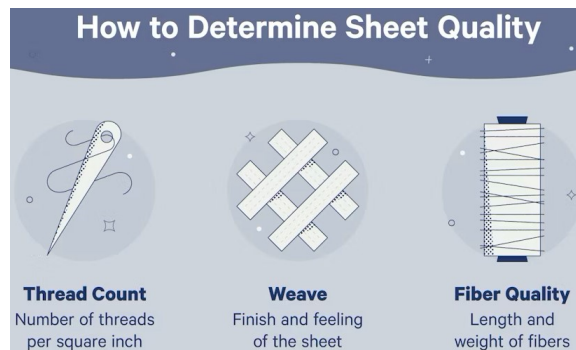 How to Determine Sheet Quality
Thread Count
Number of threads
per square inch
Weave
Finish and feeling
of the sheet
Fiber Quality
Length and
weight of fibers